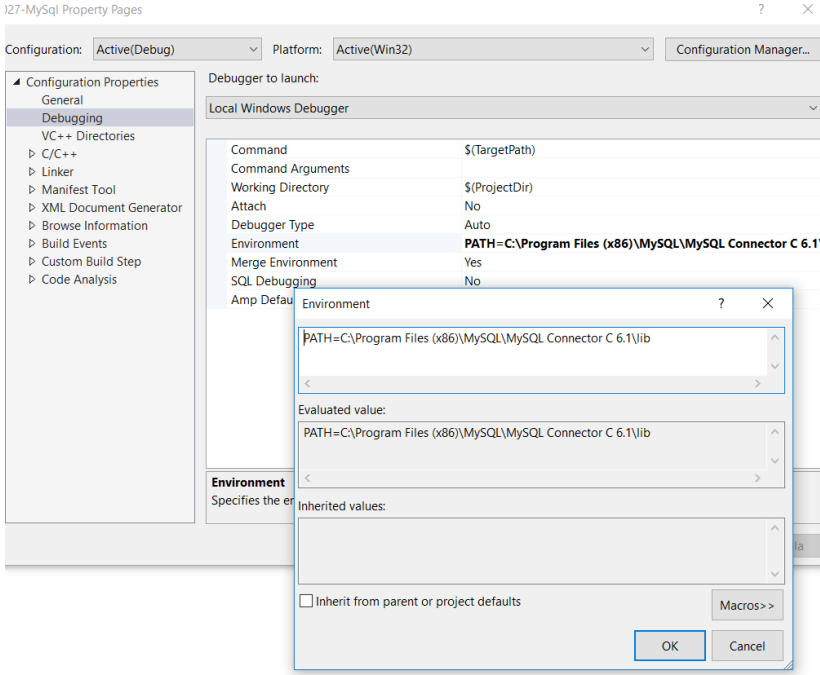 027-MySql Property Pages ?
Configuration: Active(Debug) Platform: Active(Win32) Configuration Manager...
Configuration Properties
General
Debugging
VC++ Directories
C/C++
Linker
Manifest Tool
XML Document Generator
Browse Information
Build Events
Custom Build Step
Code Analysis
Debugger to launch:
Local Windows Debugger
Command $(TargetPath)
Command Arguments
Working Directory $(ProjectDir)
Attach No
Debugger Type Auto
Environment PATH=C:\Program Files (x86)\MySQL\MySQL Connector C 6.1\
Merge Environment Yes
SQL Debugging No
Amp Defau
Environment
Specifies the en
Environment ?
PATH=C:\Program Files (x86)\MySQL\MySQL Connector C 6.1\lib
Evaluated value:
PATH=C:\Program Files (x86)\MySQL\MySQL Connector C 6.1\lib
Inherited values:
Inherit from parent or project defaults
Macros>>
OK Cancel
la